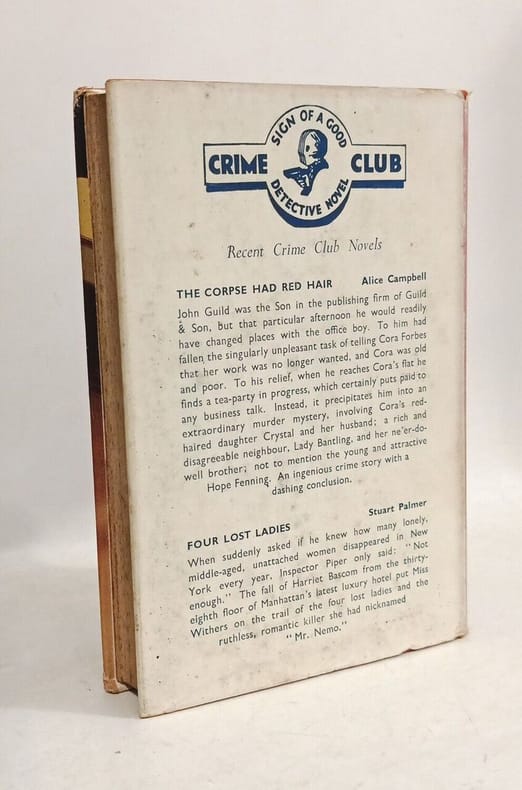 SIGN OF A GOOD
CRIME CLUB
DETECTIVE NOVEL
Recent Crime Club Novels
THE CORPSE HAD RED HAIR Alice Campbell
John Guild was the Son in the publishing firm of Guild
& Son, but that particular afternoon he would readily
have changed places with the office boy. To him had
fallen the singularly unpleasant task of telling Cora Forbes
that her work was no longer wanted, and Cora was old
and poor. To his relief, when he reaches Cora's flat he
finds a tea-party in progress, which certainly puts paid to
any business talk. Instead, it precipitates him into an
extraordinary murder mystery, involving Cora's red-
haired daughter Crystal and her husband; a rich and
disagreeable neighbour, Lady Bantling, and her ne'er-do-
well brother; not to mention the young and attractive
Hope Fenning. An ingenious crime story with a
dashing conclusion.
FOUR LOST LADIES Stuart Palmer
When suddenly asked if he knew how many lonely,
middle-aged, unattached women disappeared in New
York every year, Inspector Piper only said: "Not
enough." The fall of Harriet Bascom from the thirty-
eighth floor of Manhattan's latest luxury hotel put Miss
Withers on the trail of the four lost ladies and the
ruthless, romantic killer she had nicknamed
"Mr. Nemo."